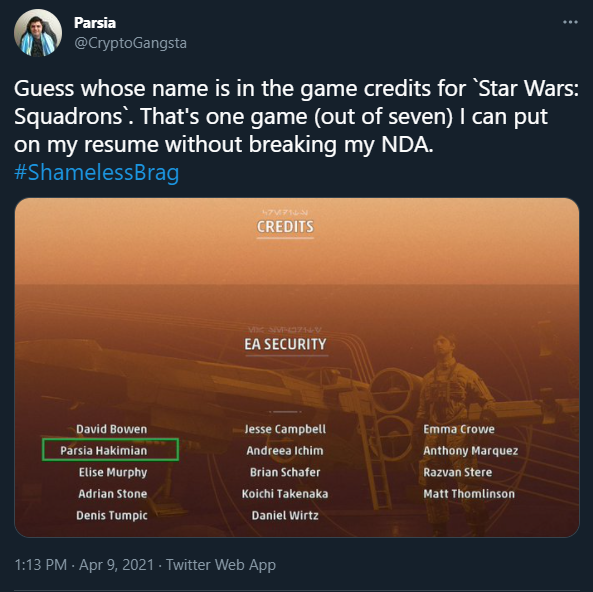 Parsia
@CryptoGangsta
Guess whose name is in the game credits for `Star Wars:
Squadrons`. That's one game (out of seven) I can put
on my resume without breaking my NDA.
#ShamelessBrag
CREDITS
EA SECURITY
David Bowen
Jesse Campbell
Emma Crowe
Parsia Hakimian
Andreea Ichim
Anthony Marquez
Elise Murphy
Brian Schafer
Razvan Stere
Adrian Stone
Koichi Takenaka
Matt Thomlinson
Denis Tumpic
Daniel Wirtz
1:13 PM · Apr 9, 2021 · Twitter Web App